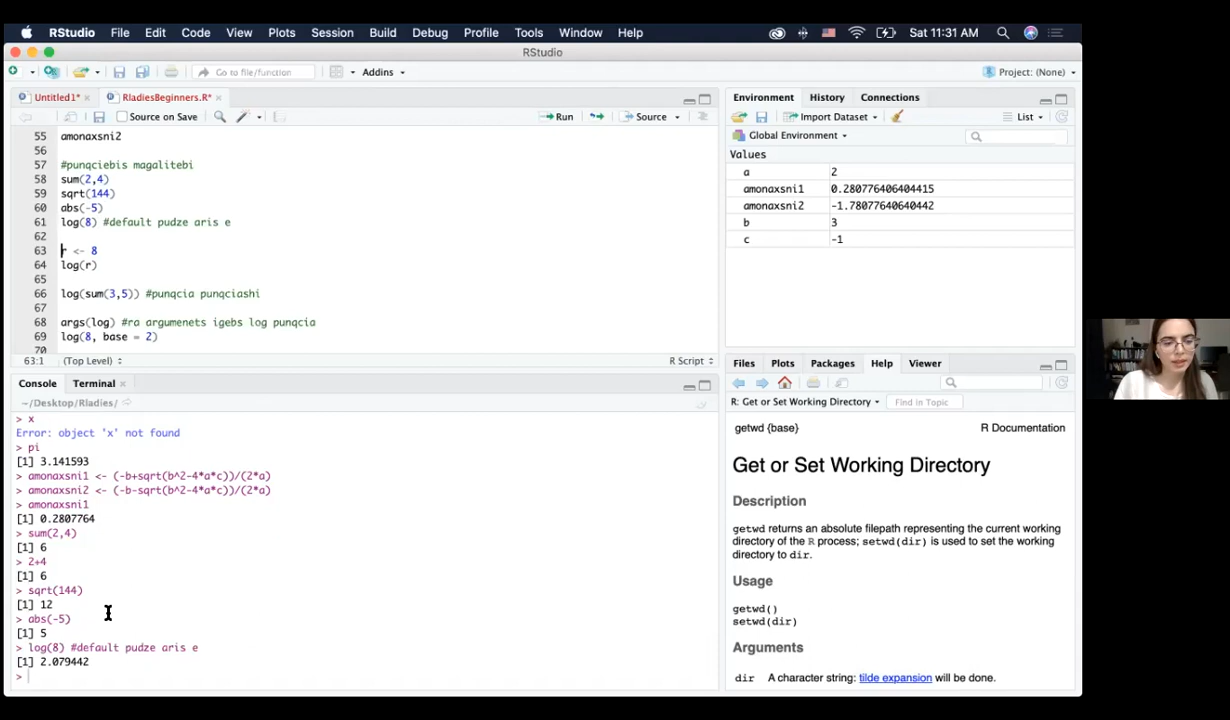 RStudio File Edit Code View Plots Session Build Debug Profile Tools Window Help Sat 11:31 AM
RStudio
Go to file/function Addins Project: (None)
Untitled1* RladiesBeginners.R*
Source on Save Run Source
55 amonaxsni2
56
57 #punqciebis magalitebi
58 sum(2,4)
59 sqrt(144)
60 abs(-5)
61 log(8) #default pudze aris e
62
63 r <- 8
64 log(r)
65
66 log(sum(3,5)) #punqcia punqciashi
67
68 args(log) #ra argumenets igebs log punqcia
69 log(8, base = 2)
70
63:1 (Top Level) R Script
Console Terminal
~/Desktop/Rladies/
> x
Error: object 'x' not found
> pi
[1] 3.141593
> amonaxsni1 <- (-b+sqrt(b^2-4*a*c))/(2*a)
> amonaxsni2 <- (-b-sqrt(b^2-4*a*c))/(2*a)
> amonaxsni1
[1] 0.2807764
> sum(2,4)
[1] 6
> 2+4
[1] 6
> sqrt(144)
[1] 12
> abs(-5)
[1] 5
> log(8) #default pudze aris e
[1] 2.079442
>
Environment History Connections
Import Dataset List
Global Environment
Values
a 2
amonaxsni1 0.280776406404415
amonaxsni2 -1.78077640640442
b 3
c -1
Files Plots Packages Help Viewer
R: Get or Set Working Directory Find in Topic
getwd {base} R Documentation
Get or Set Working Directory
Description
getwd returns an absolute filepath representing the current working
directory of the R process; setwd(dir) is used to set the working
directory to dir.
Usage
getwd()
setwd(dir)
Arguments
dir A character string: tilde expansion will be done.